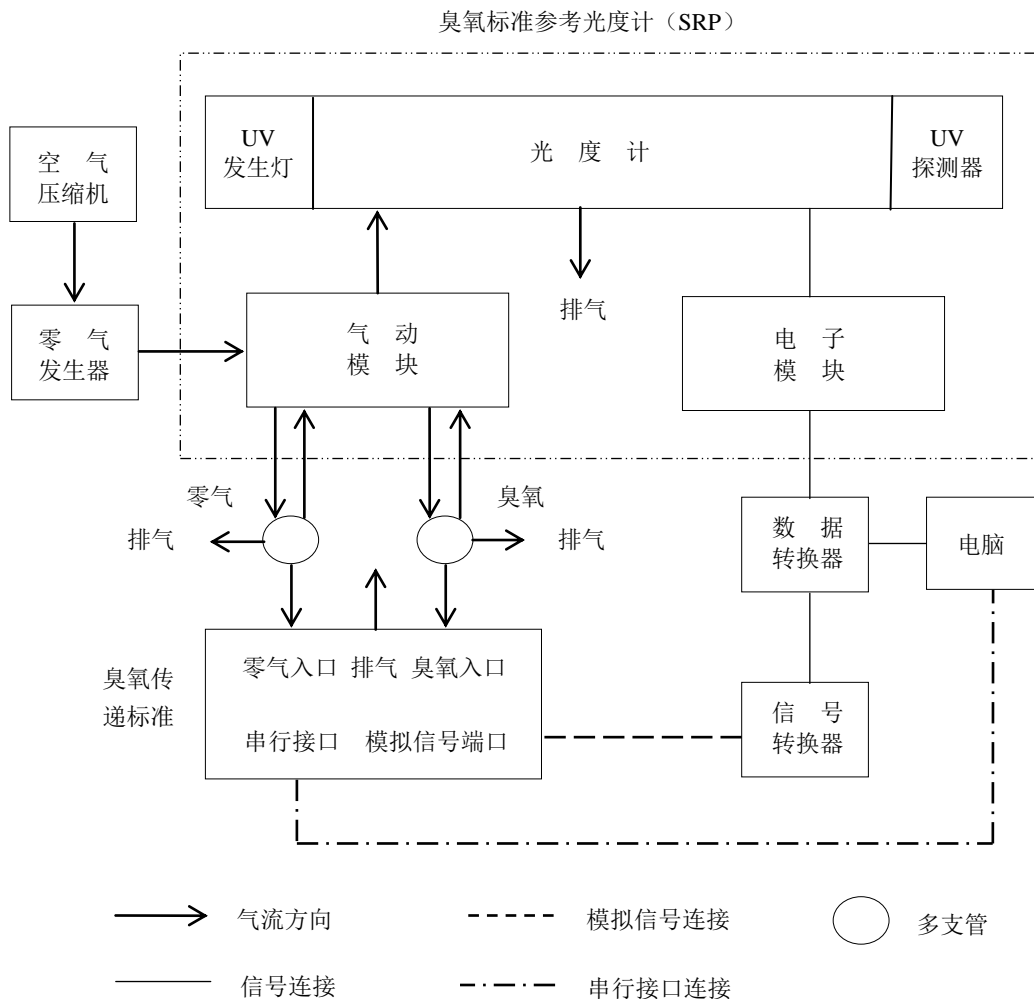 臭氧标准参考光度计（SRP）
UV
发生灯
光 度 计
UV
探测器
空 气
压缩机
零 气
发生器
气 动
模 块
排气
电 子
模 块
零气
排气
臭氧
排气
数 据
转换器
电脑
臭氧传
递标准
零气入口 排气 臭氧入口
串行接口 模拟信号端口
信 号
转换器
气流方向
模拟信号连接
多支管
信号连接
串行接口连接